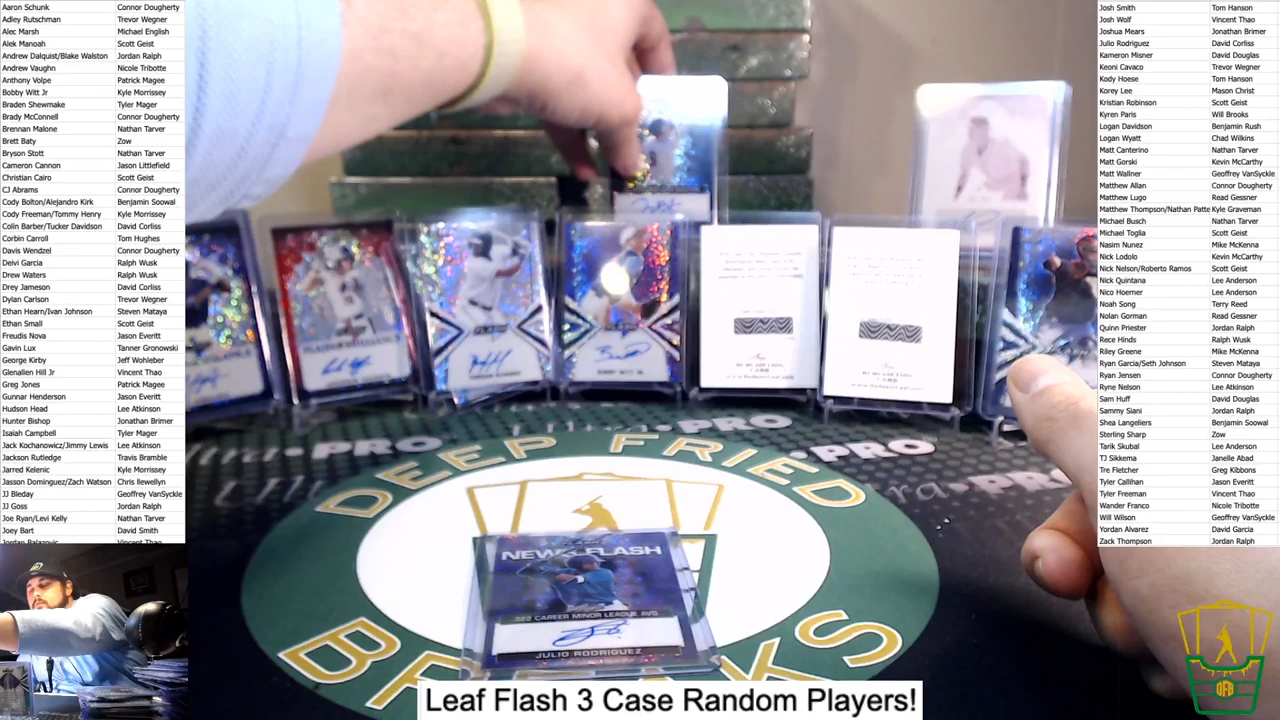 Aaron Schunk Connor Dougherty
Adley Rutschman Trevor Wegner
Alec Marsh Michael English
Alek Manoah Scott Geist
Andrew Dalquist/Blake Walston Jordan Ralph
Andrew Vaughn Nicole Tribotte
Anthony Volpe Patrick Magee
Bobby Witt Jr Kyle Morrissey
Braden Shewmake Tyler Mager
Brady McConnell Connor Dougherty
Brennan Malone Nathan Tarver
Brett Baty Zow
Bryson Stott Nathan Tarver
Cameron Cannon Jason Littlefield
Christian Cairo Scott Geist
CJ Abrams Connor Dougherty
Cody Bolton/Alejandro Kirk Benjamin Soowal
Cody Freeman/Tommy Henry Kyle Morrissey
Colin Barber/Tucker Davidson David Corliss
Corbin Carroll Tom Hughes
Davis Wendzel Connor Dougherty
Deivi Garcia Ralph Wusk
Drew Waters Ralph Wusk
Drey Jameson David Corliss
Dylan Carlson Trevor Wegner
Ethan Hearn/Ivan Johnson Steven Mataya
Ethan Small Scott Geist
Freudis Nova Jason Everitt
Gavin Lux Tanner Gronowski
George Kirby Jeff Wohleber
Glenallen Hill Jr Vincent Thao
Greg Jones Patrick Magee
Gunnar Henderson Jason Everitt
Hudson Head Lee Atkinson
Hunter Bishop Jonathan Brimer
Isaiah Campbell Tyler Mager
Jack Kochanowicz/Jimmy Lewis Lee Atkinson
Jackson Rutledge Travis Bramble
Jarred Kelenic Kyle Morrissey
Jasson Dominguez/Zach Watson Chris llewellyn
JJ Bleday Geoffrey VanSyckle
JJ Goss Jordan Ralph
Joe Ryan/Levi Kelly Nathan Tarver
Joey Bart David Smith
Jordan Balazovic Vincent Thao
Josh Smith Tom Hanson
Josh Wolf Vincent Thao
Joshua Mears Jonathan Brimer
Julio Rodriguez David Corliss
Kameron Misner David Douglas
Keoni Cavaco Trevor Wegner
Kody Hoese Tom Hanson
Korey Lee Mason Christ
Kristian Robinson Scott Geist
Kyren Paris Will Brooks
Logan Davidson Benjamin Rush
Logan Wyatt Chad Wilkins
Matt Canterino Nathan Tarver
Matt Gorski Kevin McCarthy
Matt Wallner Geoffrey VanSyckle
Matthew Allan Connor Dougherty
Matthew Lugo Read Gessner
Matthew Thompson/Nathan Patte Kyle Graveman
Michael Busch Nathan Tarver
Michael Toglia Scott Geist
Nasim Nunez Mike McKenna
Nick Lodolo Kevin McCarthy
Nick Nelson/Roberto Ramos Scott Geist
Nick Quintana Lee Anderson
Nico Hoerner Lee Anderson
Noah Song Terry Reed
Nolan Gorman Read Gessner
Quinn Priester Jordan Ralph
Rece Hinds Ralph Wusk
Riley Greene Mike McKenna
Ryan Garcia/Seth Johnson Steven Mataya
Ryan Jensen Connor Dougherty
Ryne Nelson Lee Atkinson
Sam Huff David Douglas
Sammy Siani Jordan Ralph
Shea Langeliers Benjamin Soowal
Sterling Sharp Zow
Tarik Skubal Lee Anderson
TJ Sikkema Janelle Abad
Tre Fletcher Greg Kibbons
Tyler Callihan Jason Everitt
Tyler Freeman Vincent Thao
Wander Franco Nicole Tribotte
Will Wilson Geoffrey VanSyckle
Yordan Alvarez David Garcia
Zack Thompson Jordan Ralph
DEEP FRIED
NEWS FLASH
CAREER MINOR LEAGUE AVG
JULIO RODRIGUEZ
DFB
Leaf Flash 3 Case Random Players!